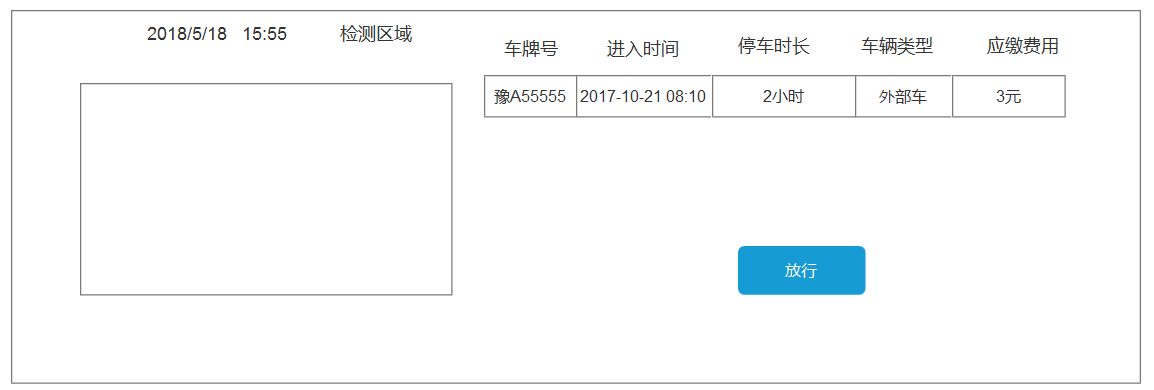 2018/5/18 15:55 检测区域
车牌号 进入时间 停车时长 车辆类型 应缴费用
豫A55555 2017-10-21 08:10 2小时 外部车 3元
放行